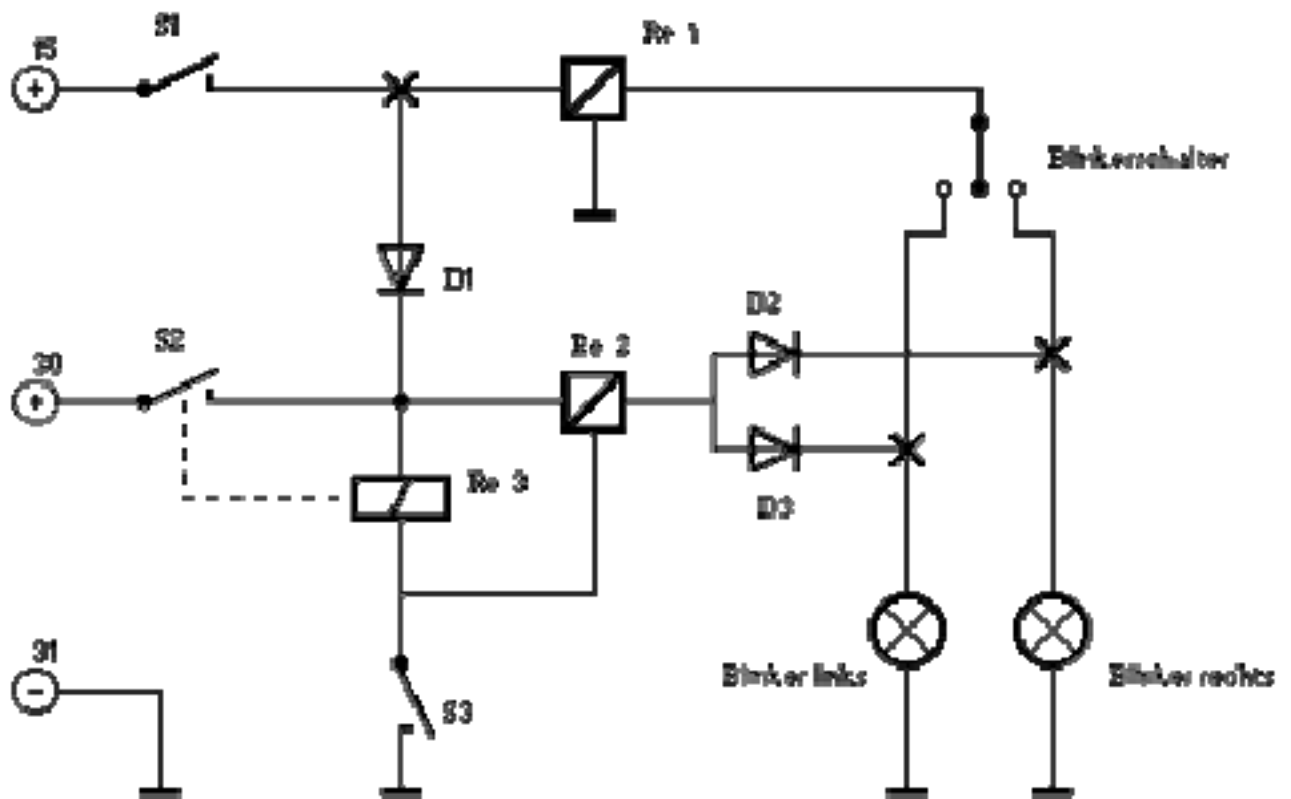 S1
15
Re 1
Blinkerschalter
D1
D2
S2
30
Re 2
Re 3
D3
31
S3
Blinker links
Blinker rechts